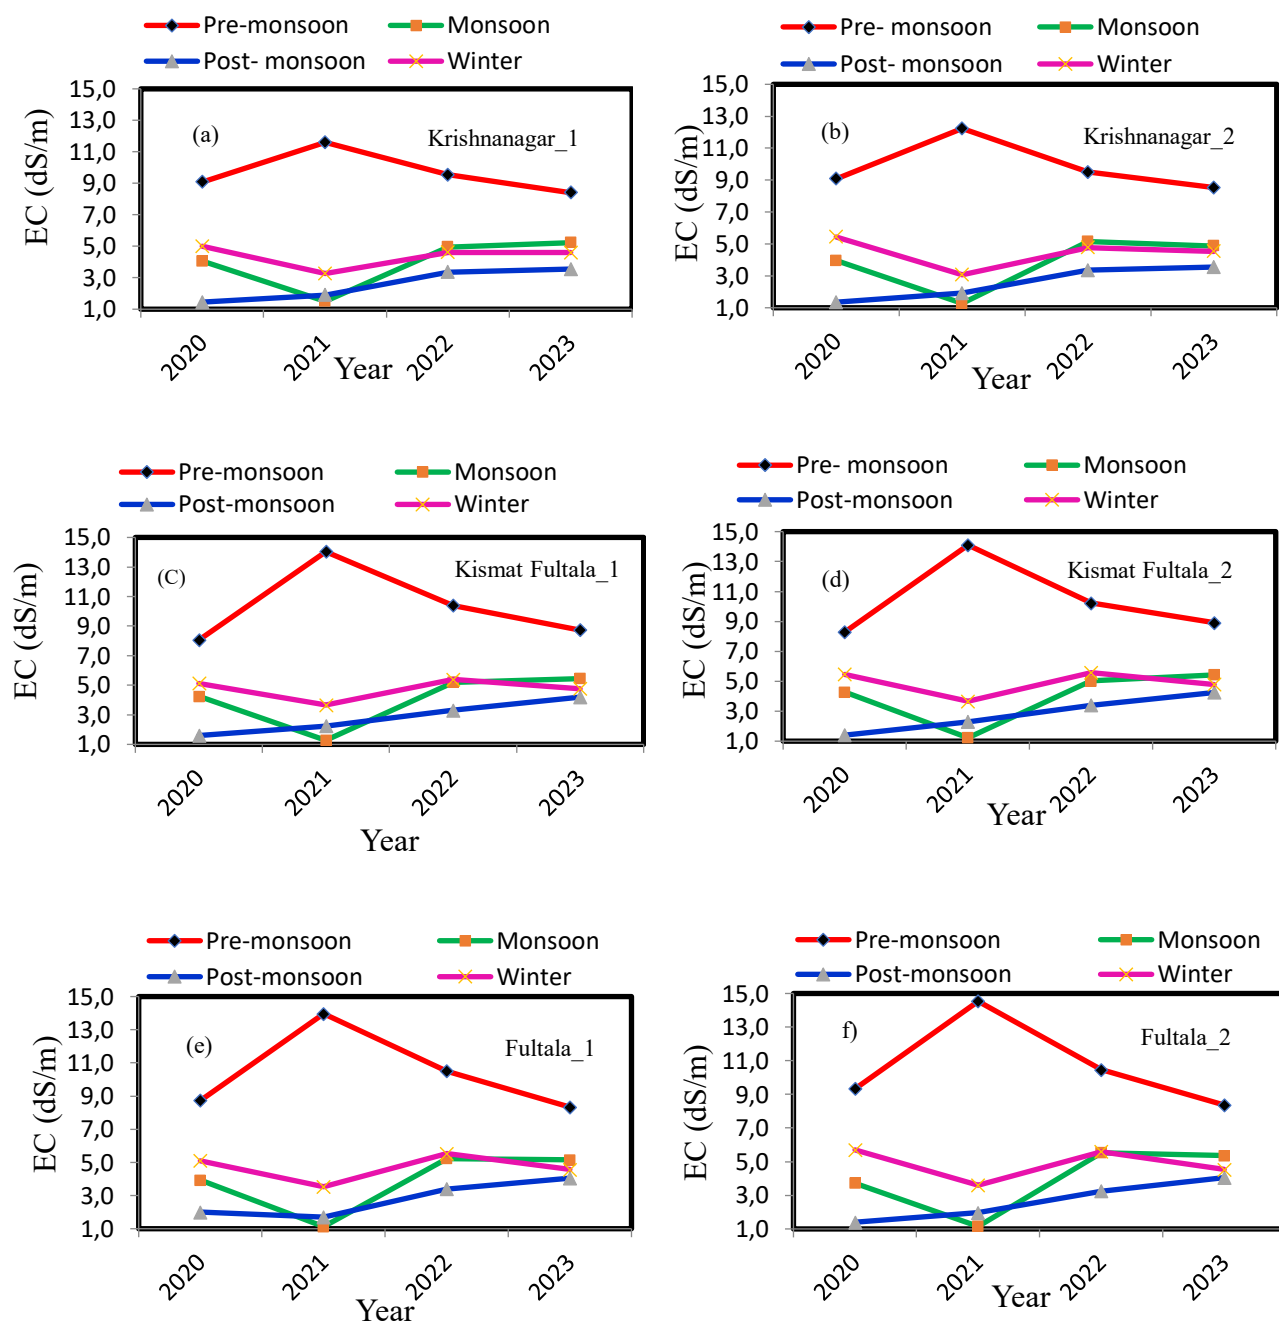 Pre-monsoon Monsoon
Post- monsoon Winter
15,0
13,0
11,0
9,0
7,0
5,0
3,0
1,0
EC (dS/m)
(a)
Krishnanagar_1
2020 2021 2022 2023
Year
Pre- monsoon Monsoon
Post- monsoon Winter
15,0
13,0
11,0
9,0
7,0
5,0
3,0
1,0
EC (dS/m)
(b)
Krishnanagar_2
2020 2021 2022 2023
Year
Pre-monsoon Monsoon
Post-monsoon Winter
15,0
13,0
11,0
9,0
7,0
5,0
3,0
1,0
EC (dS/m)
(C)
Kismat Fultala_1
2020 2021 2022 2023
Year
Pre- monsoon Monsoon
Post-monsoon Winter
15,0
13,0
11,0
9,0
7,0
5,0
3,0
1,0
EC (dS/m)
(d)
Kismat Fultala_2
2020 2021 2022 2023
Year
Pre-monsoon Monsoon
Post-monsoon Winter
15,0
13,0
11,0
9,0
7,0
5,0
3,0
1,0
EC (dS/m)
(e)
Fultala_1
2020 2021 2022 2023
Year
Pre-monsoon Monsoon
Post-monsoon Winter
15,0
13,0
11,0
9,0
7,0
5,0
3,0
1,0
EC (dS/m)
f)
Fultala_2
2020 2021 2022 2023
Year